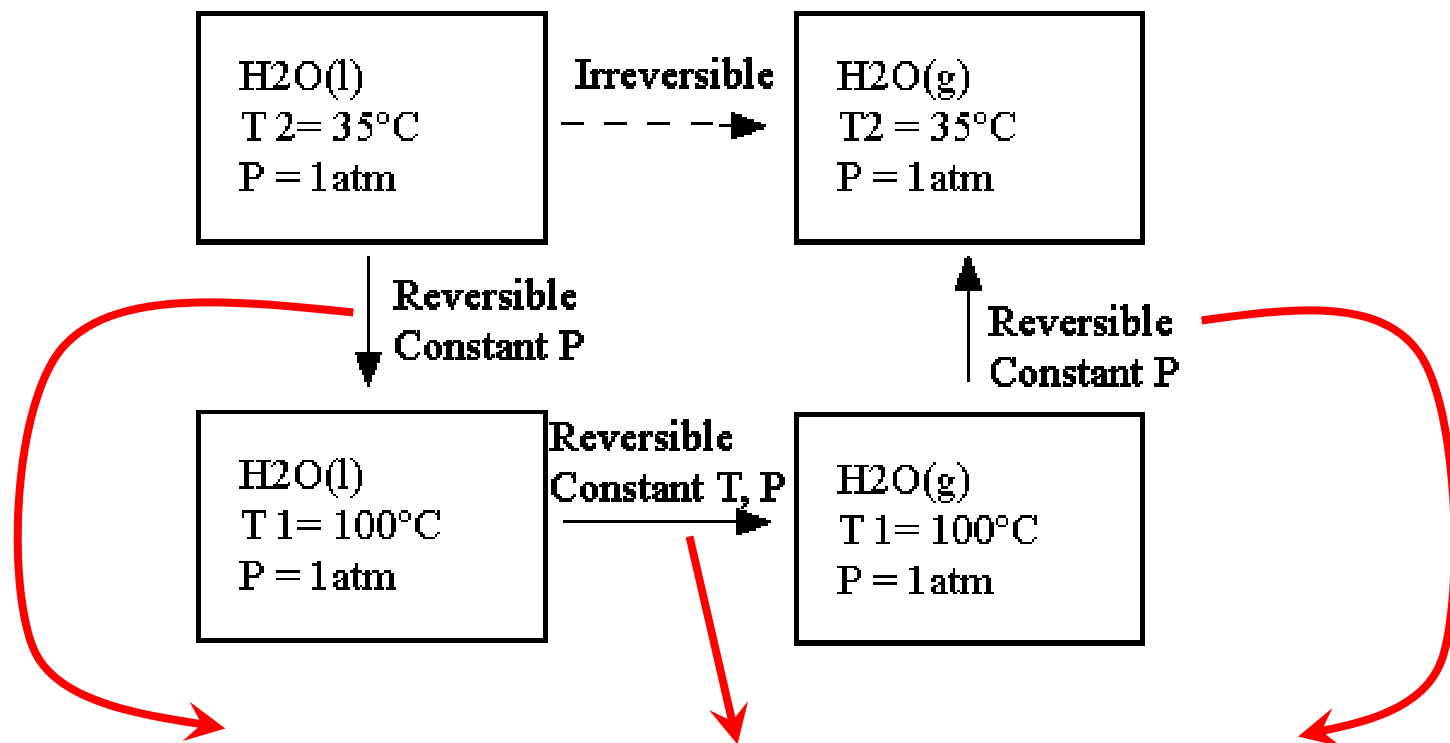 H2O(l)
T 2= 35°C
P = 1atm
Irreversible
H2O(g)
T2 = 35°C
P = 1atm
Reversible
Constant P
Reversible
Constant P
H2O(l)
T 1= 100°C
P = 1atm
Reversible
Constant T, P
H2O(g)
T 1= 100°C
P = 1atm